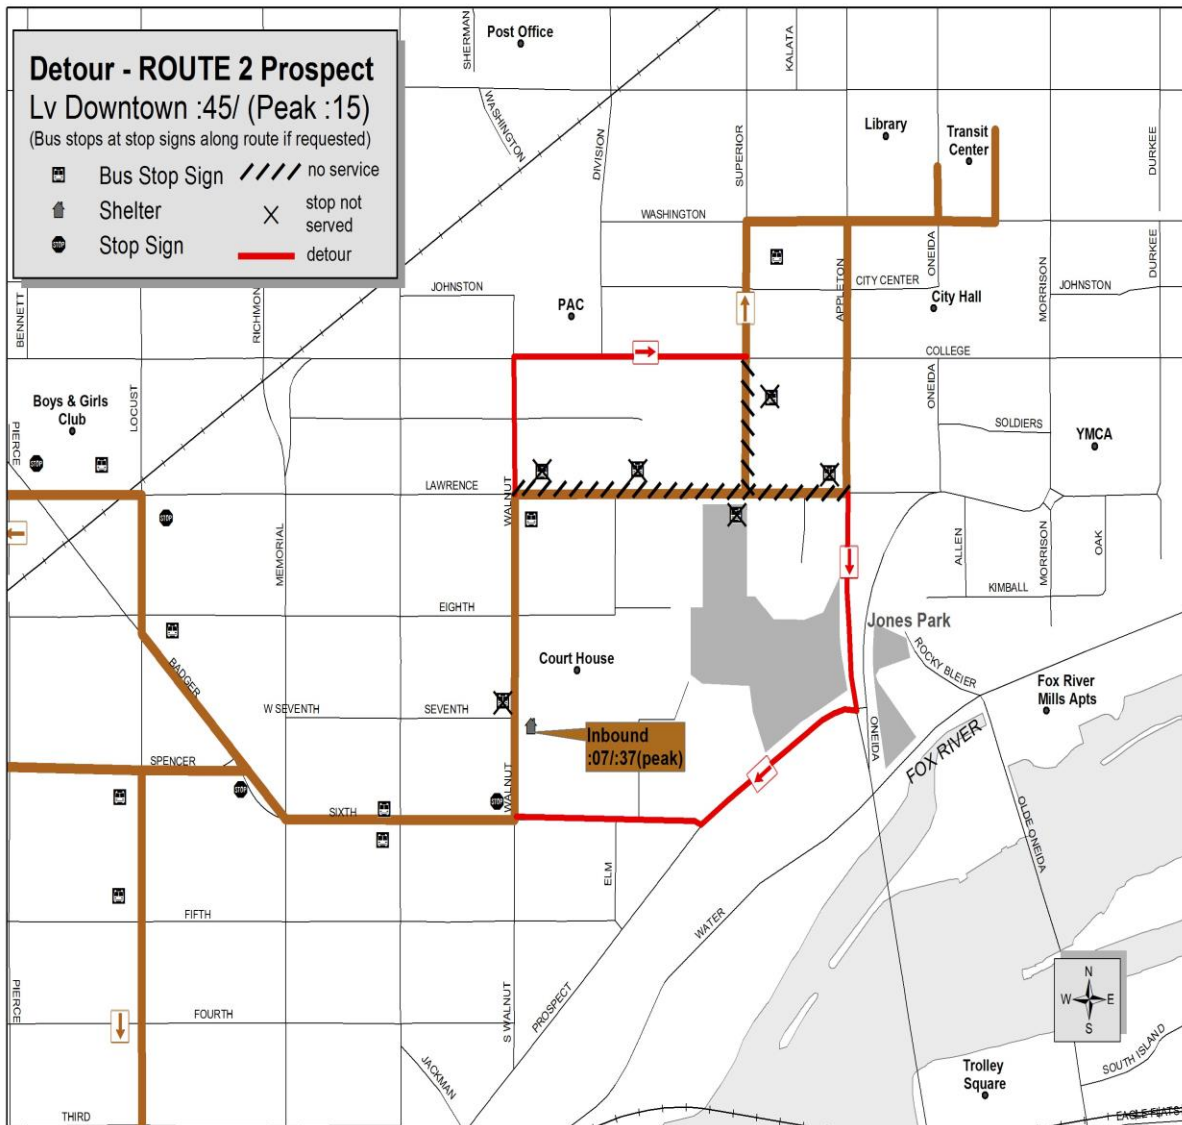 Detour - ROUTE 2 Prospect
Lv Downtown :45/ (Peak :15)
(Bus stops at stop signs along route if requested)
Bus Stop Sign
no service
Shelter
stop not
served
Stop Sign
detour
SHERMAN
Post Office
KALATA
WASHINGTON
DIVISION
SUPERIOR
Library
Transit
Center
DURKEE
WASHINGTON
ONEIDA
MORRISON
DURKEE
APPLETON
CITY CENTER
JOHNSTON
JOHNSTON
PAC
City Hall
BENNETT
RICHMON
COLLEGE
LOCUST
ONEIDA
Boys & Girls
Club
PIERCE
STOP
SOLDIERS
YMCA
LAWRENCE
WALNUT
STOP
MEMORIAL
ALLEN
MORRISON
OAK
KIMBALL
EIGHTH
Jones Park
ROCKY BLEIER
Court House
BADGER
Fox River
Mills Apts
W SEVENTH
SEVENTH
ONEIDA
FOX RIVER
Inbound
:07/:37(peak)
SPENCER
STOP
WALNUT
STOP
SIXTH
OLDE ONEIDA
ELM
FIFTH
WATER
N
W
E
S
PIERCE
FOURTH
S WALNUT
PROSPECT
JACKMAN
SOUTH ISLAND
Trolley
Square
THIRD
EAGLE FLATS